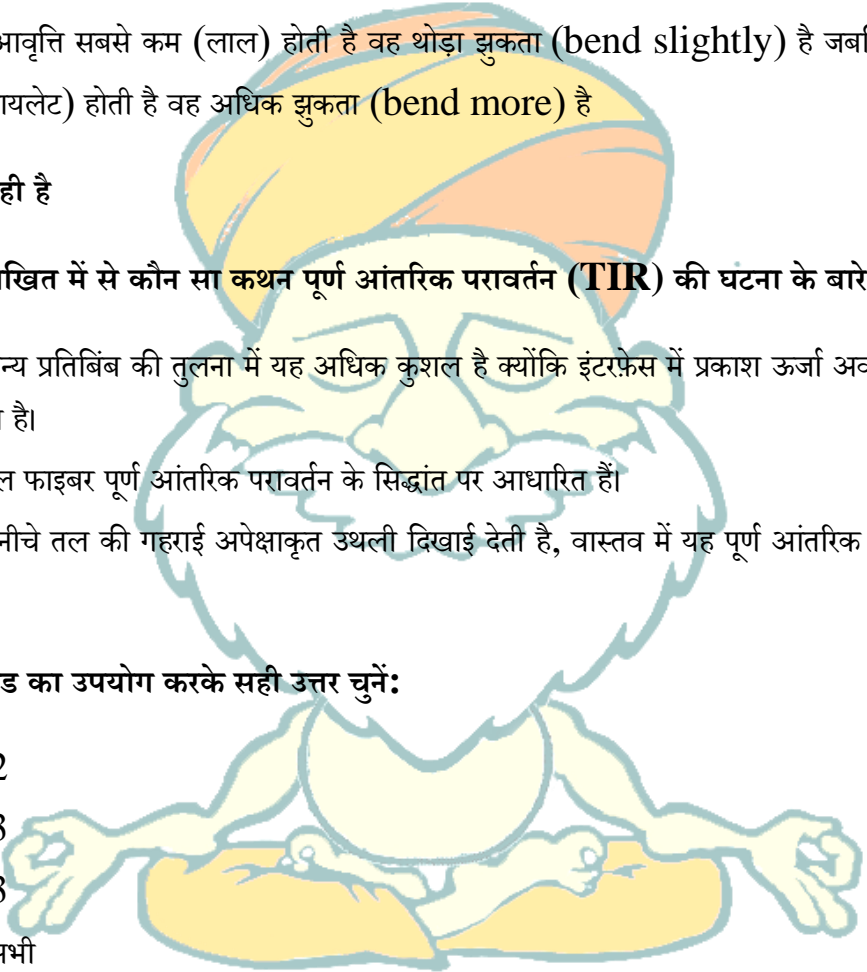 आवृत्ति सबसे कम (लाल) होती है वह थोड़ा झुकता (bend slightly) है जबकि
यलेट) होती है वह अधिक झुकता (bend more) है
ही है
खित में से कौन सा कथन पूर्ण आंतरिक परावर्तन (TIR) की घटना के बारे
न्य प्रतिबिंब की तुलना में यह अधिक कुशल है क्योंकि इंटरफ़ेस में प्रकाश ऊर्जा अव
है।
ल फाइबर पूर्ण आंतरिक परावर्तन के सिद्धांत पर आधारित हैं।
नीचे तल की गहराई अपेक्षाकृत उथली दिखाई देती है, वास्तव में यह पूर्ण आंतरिक
ड का उपयोग करके सही उत्तर चुनें:
2
3
3
भी